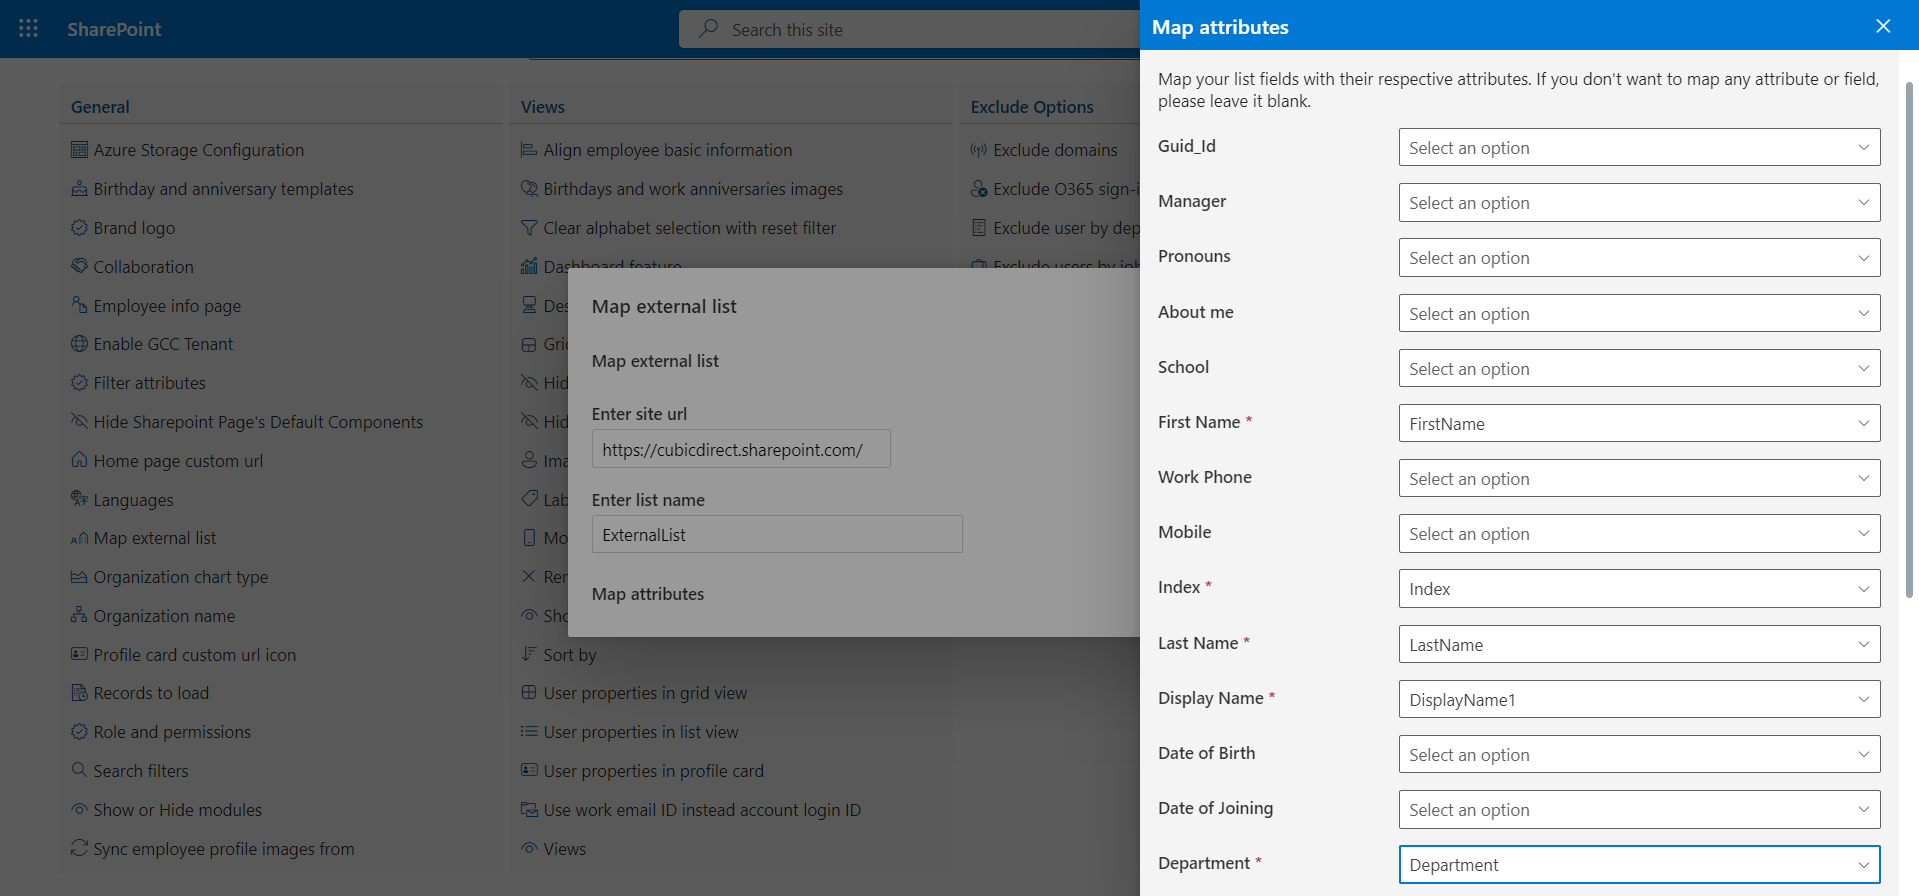 SharePoint
Search this site
General
Azure Storage Configuration
Birthday and anniversary templates
Brand logo
Collaboration
Employee info page
Enable GCC Tenant
Filter attributes
Hide Sharepoint Page's Default Components
Home page custom url
Languages
Map external list
Organization chart type
Organization name
Profile card custom url icon
Records to load
Role and permissions
Search filters
Show or Hide modules
Sync employee profile images from
Views
Align employee basic information
Birthdays and work anniversaries images
Clear alphabet selection with reset filter
Dashboard feature
Des
Grid
Hid
Hid
Ima
Lab
Mo
Ren
Sho
Sort by
User properties in grid view
User properties in list view
User properties in profile card
Use work email ID instead account login ID
Views
Exclude Options
Exclude domains
Exclude O365 sign-i
Exclude user by dep
Exclude users by job
Map external list
Map external list
Enter site url
https://cubicdirect.sharepoint.com/
Enter list name
ExternalList
Map attributes
Map attributes
Map your list fields with their respective attributes. If you don't want to map any attribute or field,
please leave it blank.
Guid_Id Select an option
Manager Select an option
Pronouns Select an option
About me Select an option
School Select an option
First Name * FirstName
Work Phone Select an option
Mobile Select an option
Index * Index
Last Name * LastName
Display Name * DisplayName1
Date of Birth Select an option
Date of Joining Select an option
Department * Department